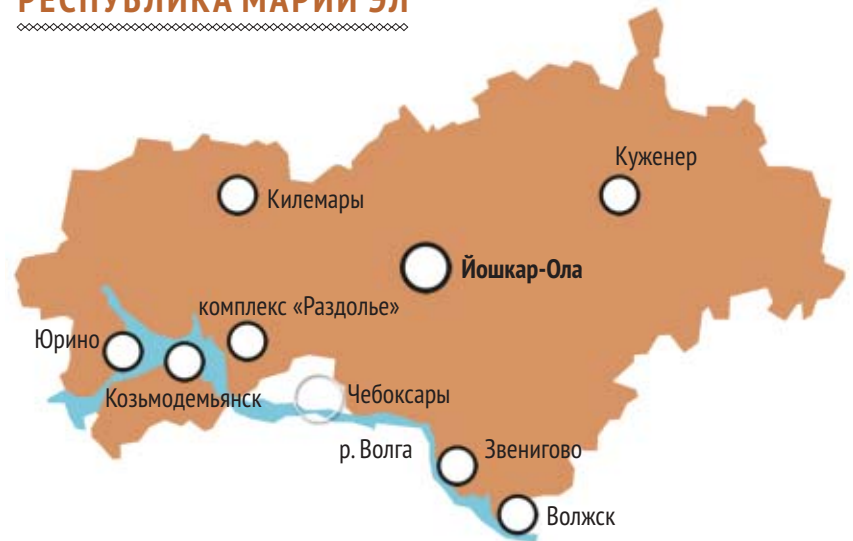 РЕСПУБЛИКА МАРИЙ ЭЛ
Куженер
Килемары
Йошкар-Ола
комплекс «Раздолье»
Юрино
Козьмодемьянск
Чебоксары
р. Волга
Звенигово
Волжск